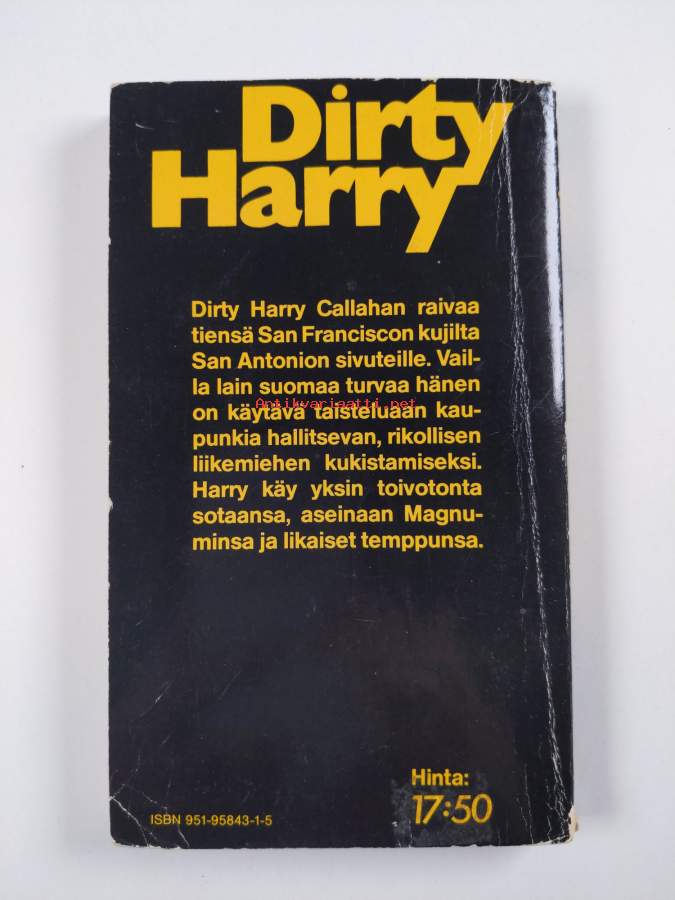 Dirty
Harry
Dirty Harry Callahan raivaa
tiensä San Franciscon kujilta
San Antonion sivuteille. Vail-
la lain suomaa turvaa hänen
Antikvariaatti.net
on käytävä taisteluaan kau-
punkia hallitsevan, rikollisen
liikemiehen kukistamiseksi.
Harry käy yksin toivotonta
sotaansa, aseinaan Magnu-
minsa ja likaiset temppunsa.
Hinta:
17:50
ISBN 951-95843-1-5